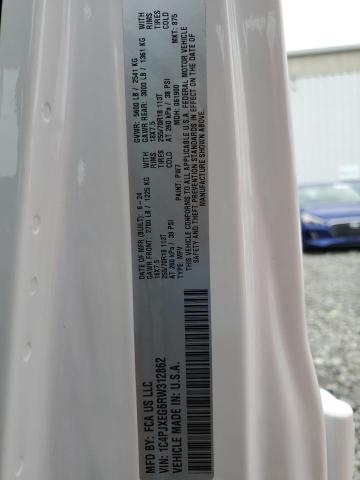 MFD BY:
FCA US LLC
VIN: 1C4PJXEG6RW312862
VEHICLE MADE IN: U.S.A.
DATE OF MFR (BUILT): 6 - 24
GVWR: 5600 LB / 2541 KG
GAWR FRONT: 2700 LB / 1225 KG WITH
18X7.5 RIMS
255/70R18 113T TIRES
AT 260 kPa / 38 PSI COLD
GAWR REAR: 3000 LB / 1361 KG WITH
18X7.5 RIMS
255/70R18 113T TIRES
AT 260 kPa / 38 PSI COLD
TYPE: MPV
PAINT: PW7
MDH: 061900
MKT: 875
THIS VEHICLE CONFORMS TO ALL APPLICABLE U.S.A. FEDERAL MOTOR VEHICLE
SAFETY AND THEFT PREVENTION STANDARDS IN EFFECT ON THE DATE OF
MANUFACTURE SHOWN ABOVE.